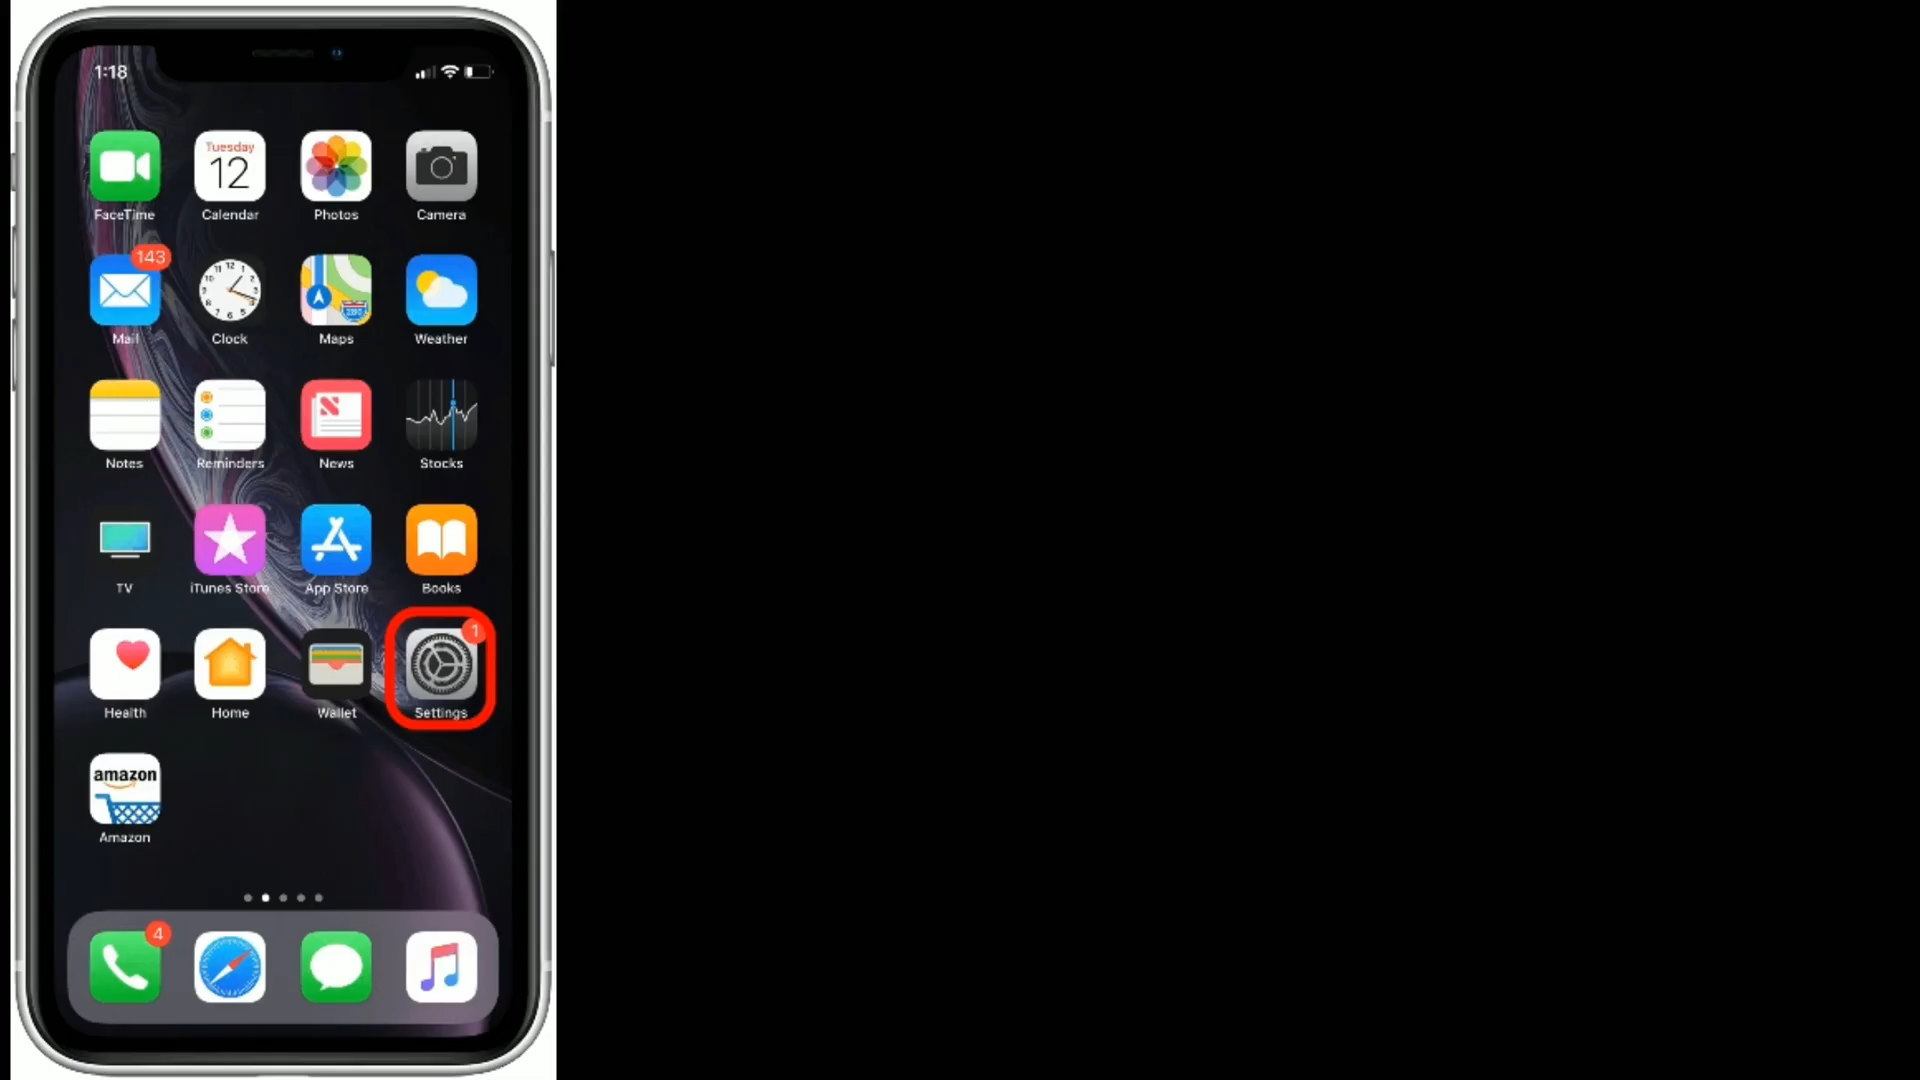 1:18
Tuesday
12
FaceTime
Calendar
Photos
Camera
143
Mail
Clock
Maps
Weather
Notes
Reminders
News
Stocks
TV
iTunes Store
App Store
Books
1
Health
Home
Wallet
Settings
amazon
Amazon
4